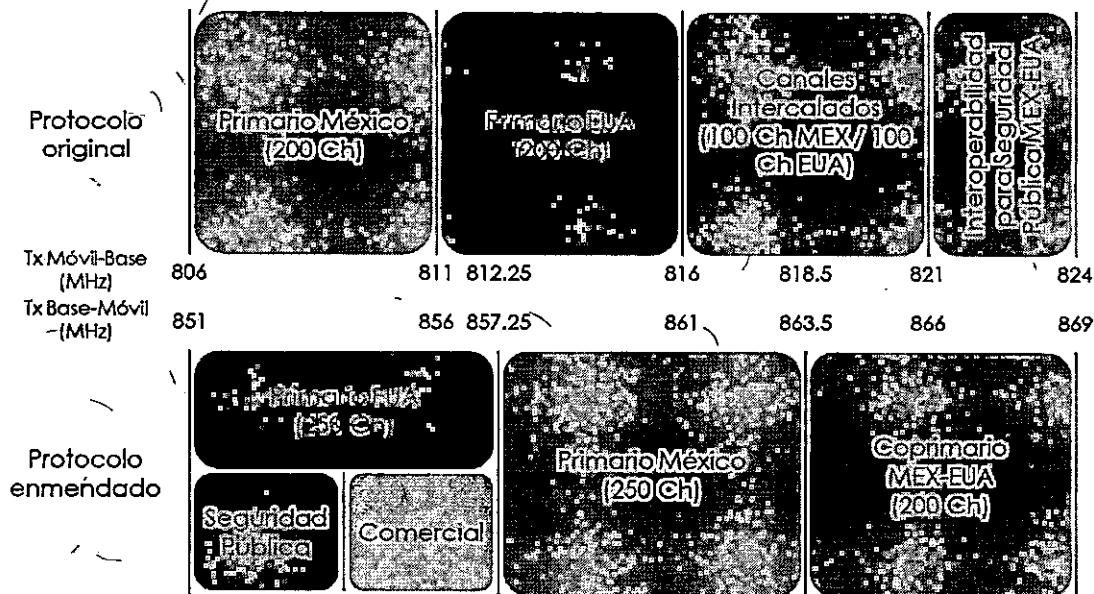 Protocolo
original
Primario México
(200 Ch)
Primario EUA
(200 Ch)
Canales
Intercalados
(100 Ch MEX/ 100
Ch EUA)
Interopeabilidad
para Seguridad
Pública MEX-EUA
Tx Móvil-Base
(MHz)
806 811 812.25 816 818.5 821 824
Tx Base-Móvil
(MHz)
851 856 857.25 861 863.5 866 869
Protocolo
enmendado
Primario EUA
Seguridad
Pública
Comercial
Primario México
(250 Ch)
Coprimario
MEX-EUA
(200 Ch)